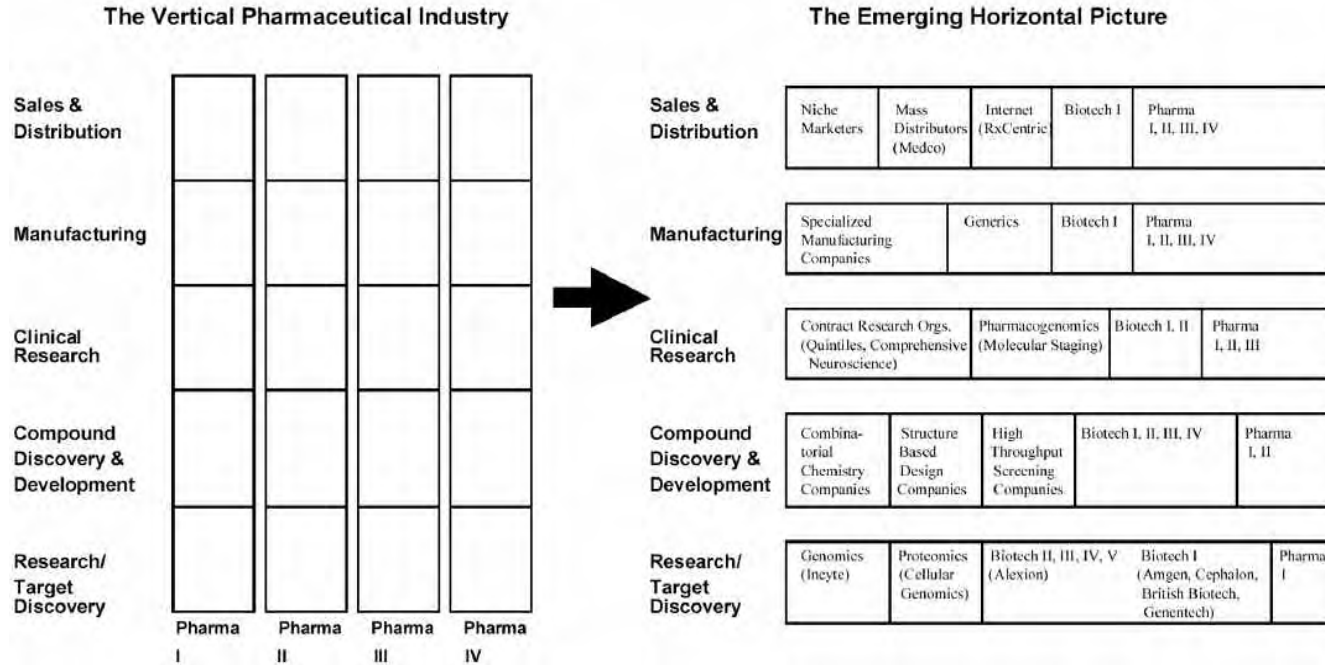 The Vertical Pharmaceutical Industry
Sales &
Distribution
Manufacturing
Clinical
Research
Compound
Discovery &
Development
Research/
Target
Discovery
Pharma
I
Pharma
II
Pharma
III
Pharma
IV
The Emerging Horizontal Picture
Sales &
Distribution
Niche
Marketers
Mass
Distributors
(Medco)
Internet
(RxCentric)
Biotech I
Pharma
I, II, III, IV
Manufacturing
Specialized
Manufacturing
Companies
Generics
Biotech I
Pharma
I, II, III, IV
Clinical
Research
Contract Research Orgs.
(Quintiles, Comprehensive
Neuroscience)
Pharmacogenomics
(Molecular Staging)
Biotech I, II
Pharma
I, II, III
Compound
Discovery &
Development
Combina-
torial
Chemistry
Companies
Structure
Based
Design
Companies
High
Throughput
Screening
Companies
Biotech I, II, III, IV
Pharma
I, II
Research/
Target
Discovery
Genomics
(Incyte)
Proteomics
(Cellular
Genomics)
Biotech II, III, IV, V
(Alexion)
Biotech I
(Amgen, Cephalon,
British Biotech,
Genentech)
Pharma
I